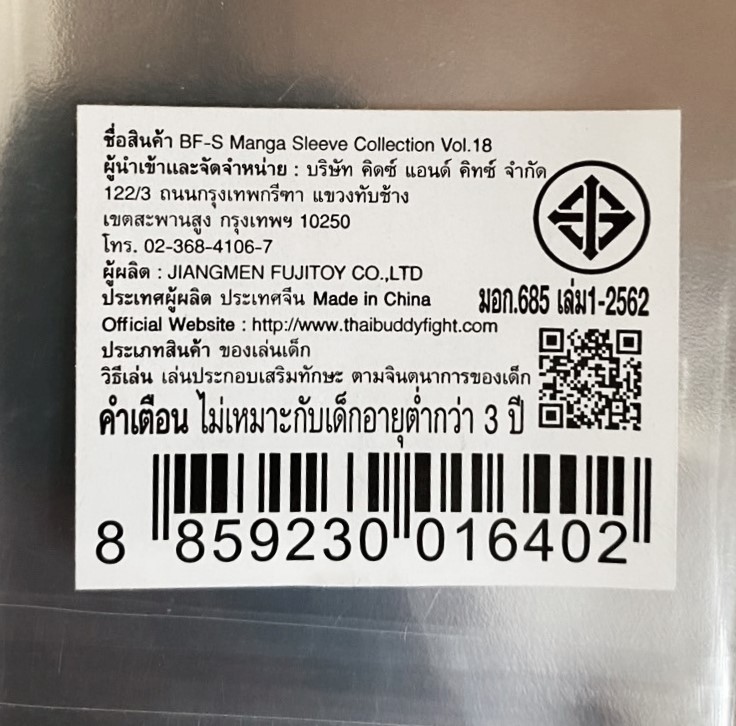 ชื่อสินค้า BF-S Manga Sleeve Collection Vol.18
ผู้นำเข้าและจัดจำหน่าย : บริษัท คิดซ์ แอนด์ คิทซ์ จำกัด
122/3 ถนนกรุงเทพกรีฑา แขวงทับช้าง
เขตสะพานสูง กรุงเทพฯ 10250
โทร. 02-368-4106-7
ผู้ผลิต : JIANGMEN FUJITOY CO.,LTD
ประเทศผู้ผลิต ประเทศจีน Made in China
มอก.685 เล่ม1-2562
Official Website : http://www.thaibuddyfight.com
ประเภทสินค้า ของเล่นเด็ก
วิธีเล่น เล่นประกอบเสริมทักษะ ตามจินตนาการของเด็ก
คำเตือน ไม่เหมาะกับเด็กอายุต่ำกว่า 3 ปี
8 859230 016402